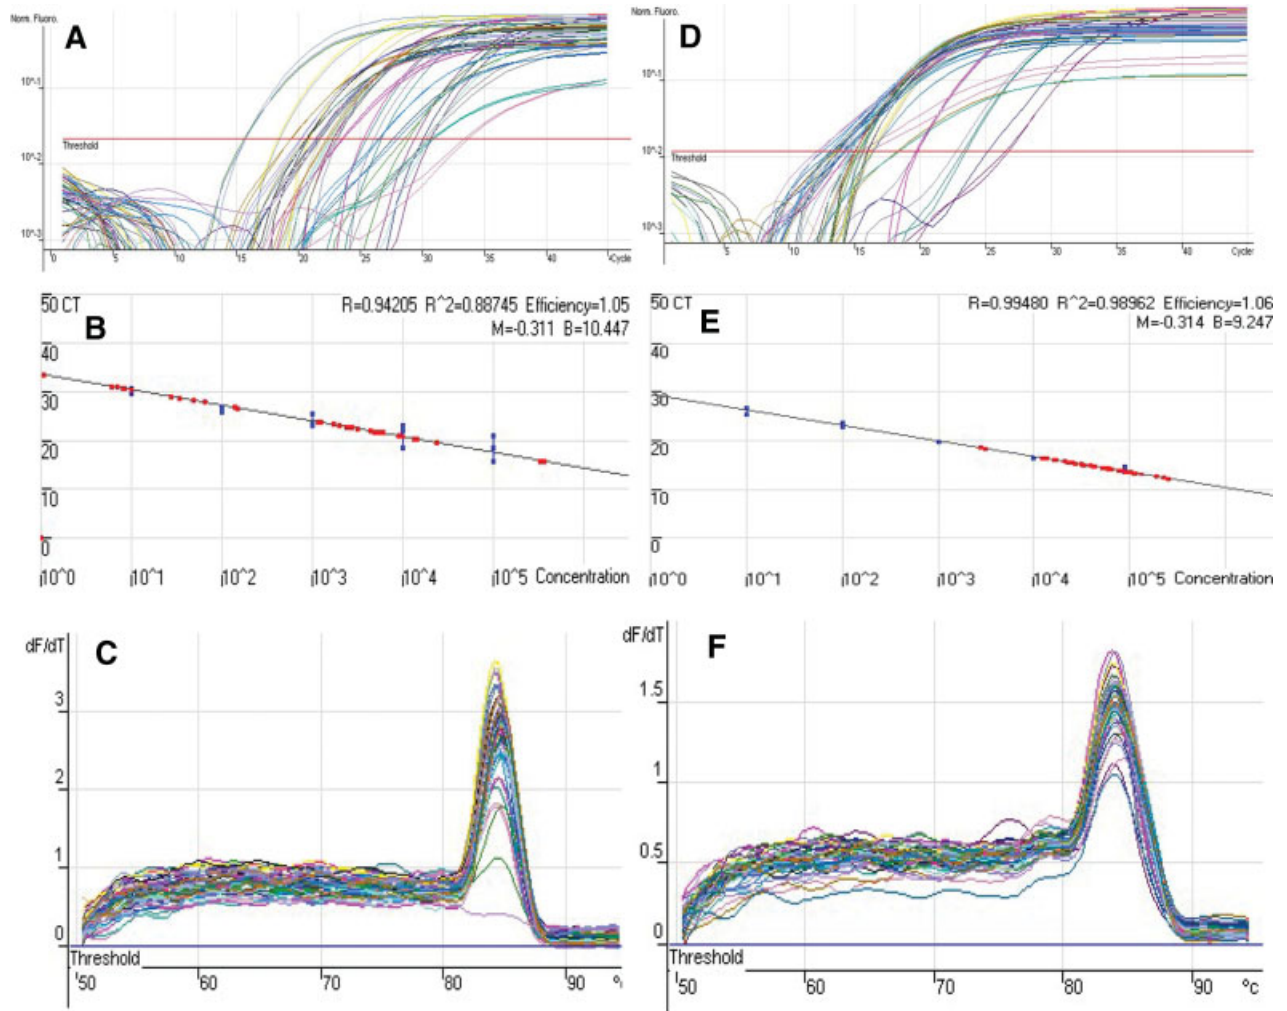 Norm. Fluoro.
A
10^-1
Threshold
10^-2
10^-3
0 5 10 15 20 25 30 35 40 Cycle
Norm. Fluoro.
D
10^-1
10^-2
Threshold
10^-3
5 10 15 20 25 30 35 40 Cycle
50 CT
R=0.94205 R^2=0.88745 Efficiency=1.05
M=-0.311 B=10.447
B
40
30
20
10
0
10^0 10^1 10^2 10^3 10^4 10^5 Concentration
50 CT
R=0.99480 R^2=0.98962 Efficiency=1.06
M=-0.314 B=9.247
E
40
30
20
10
0
10^0 10^1 10^2 10^3 10^4 10^5 Concentration
dF/dT
C
3
2
1
0
Threshold
50 60 70 80 90 °
dF/dT
F
1.5
1
0.5
0
Threshold
50 60 70 80 90 °c